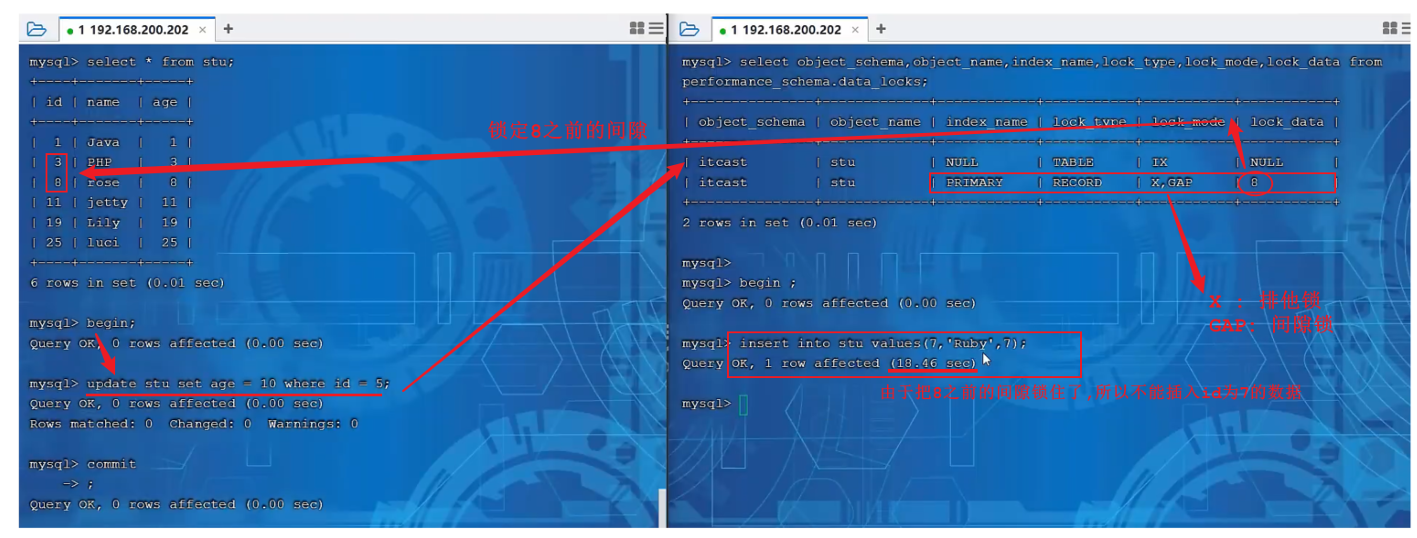 1 192.168.200.202 × +
mysql> select * from stu;
+----+-------+-----+
| id | name | age |
+----+-------+-----+
| 1 | Java | 1 |
| 3 | PHP | 3 |
| 8 | rose | 8 |
| 11 | jetty | 11 |
| 19 | Lily | 19 |
| 25 | luci | 25 |
+----+-------+-----+
6 rows in set (0.01 sec)
mysql> begin;
Query OK, 0 rows affected (0.00 sec)
mysql> update stu set age = 10 where id = 5;
Query OK, 0 rows affected (0.00 sec)
Rows matched: 0 Changed: 0 Warnings: 0
mysql> commit
-> ;
Query OK, 0 rows affected (0.00 sec)
锁定8之前的间隙
1 192.168.200.202 × +
mysql> select object_schema,object_name,index_name,lock_type,lock_mode,lock_data from
performance_schema.data_locks;
+---------------+-------------+------------+-----------+-----------+-----------+
| object_schema | object_name | index_name | lock_type | lock_mode | lock_data |
+---------------+-------------+------------+-----------+-----------+-----------+
| itcast | stu | NULL | TABLE | IX | NULL |
| itcast | stu | PRIMARY | RECORD | X,GAP | 8 |
+---------------+-------------+------------+-----------+-----------+-----------+
2 rows in set (0.01 sec)
mysql>
mysql> begin ;
Query OK, 0 rows affected (0.00 sec)
X : 排他锁
GAP: 间隙锁
mysql> insert into stu values(7,'Ruby',7);
Query OK, 1 row affected (18.46 sec)
由于把8之前的间隙锁住了,所以不能插入id为7的数据
mysql>